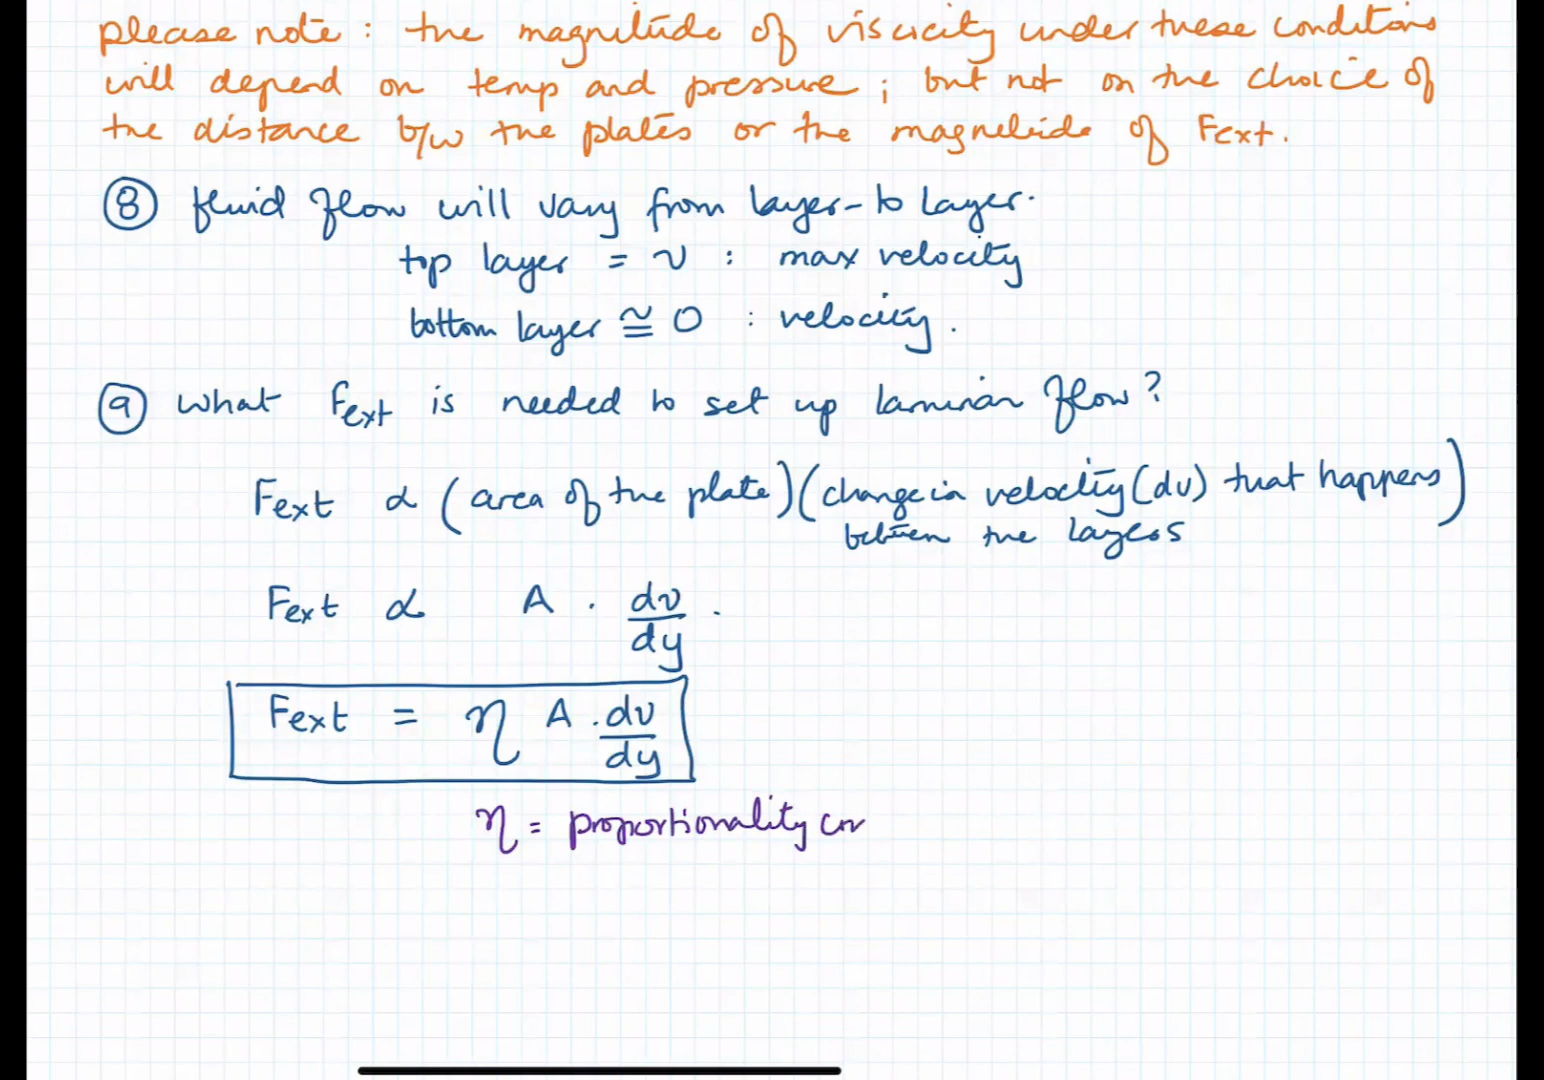 please note : the magnitude of viscicity under these conditions
will depend on temp and pressure ; but not on the choice of
the distance b/w the plates or the magnetide of Fext.
⑧ fluid flow will vary from layer-to layer.
top layer = v : max velocity
bottom layer ≅ 0 : velocity.
⑨ what Fext is needed to set up laminar flow?
Fext α (area of the plate)(change in velocity (dv) that happens)
between the layers
Fext α A . dv/dy .
Fext = η A . dv/dy
η = proportionality con